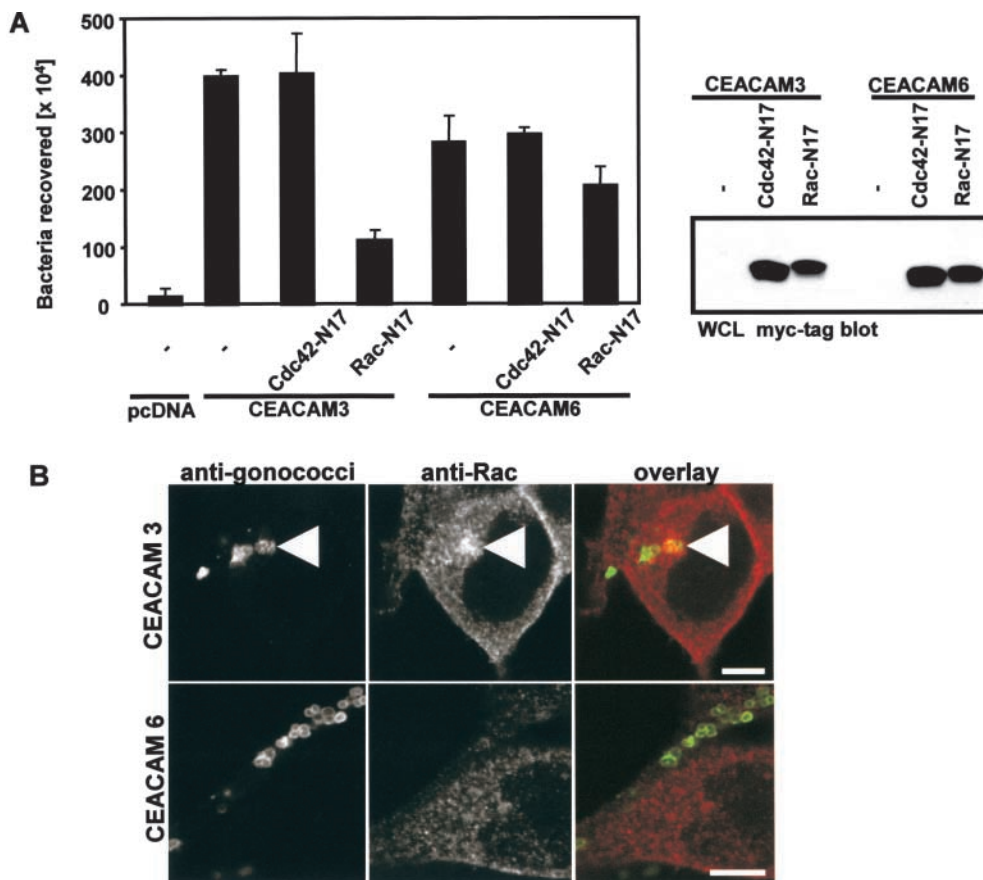 A
500
400
300
200
100
0
Bacteria recovered [x 10⁴]
-
-
Cdc42-N17
Rac-N17
-
Cdc42-N17
Rac-N17
pcDNA
CEACAM3
CEACAM6
CEACAM3
CEACAM6
-
Cdc42-N17
Rac-N17
-
Cdc42-N17
Rac-N17
WCL myc-tag blot
B
anti-gonococci
anti-Rac
overlay
CEACAM 3
CEACAM 6